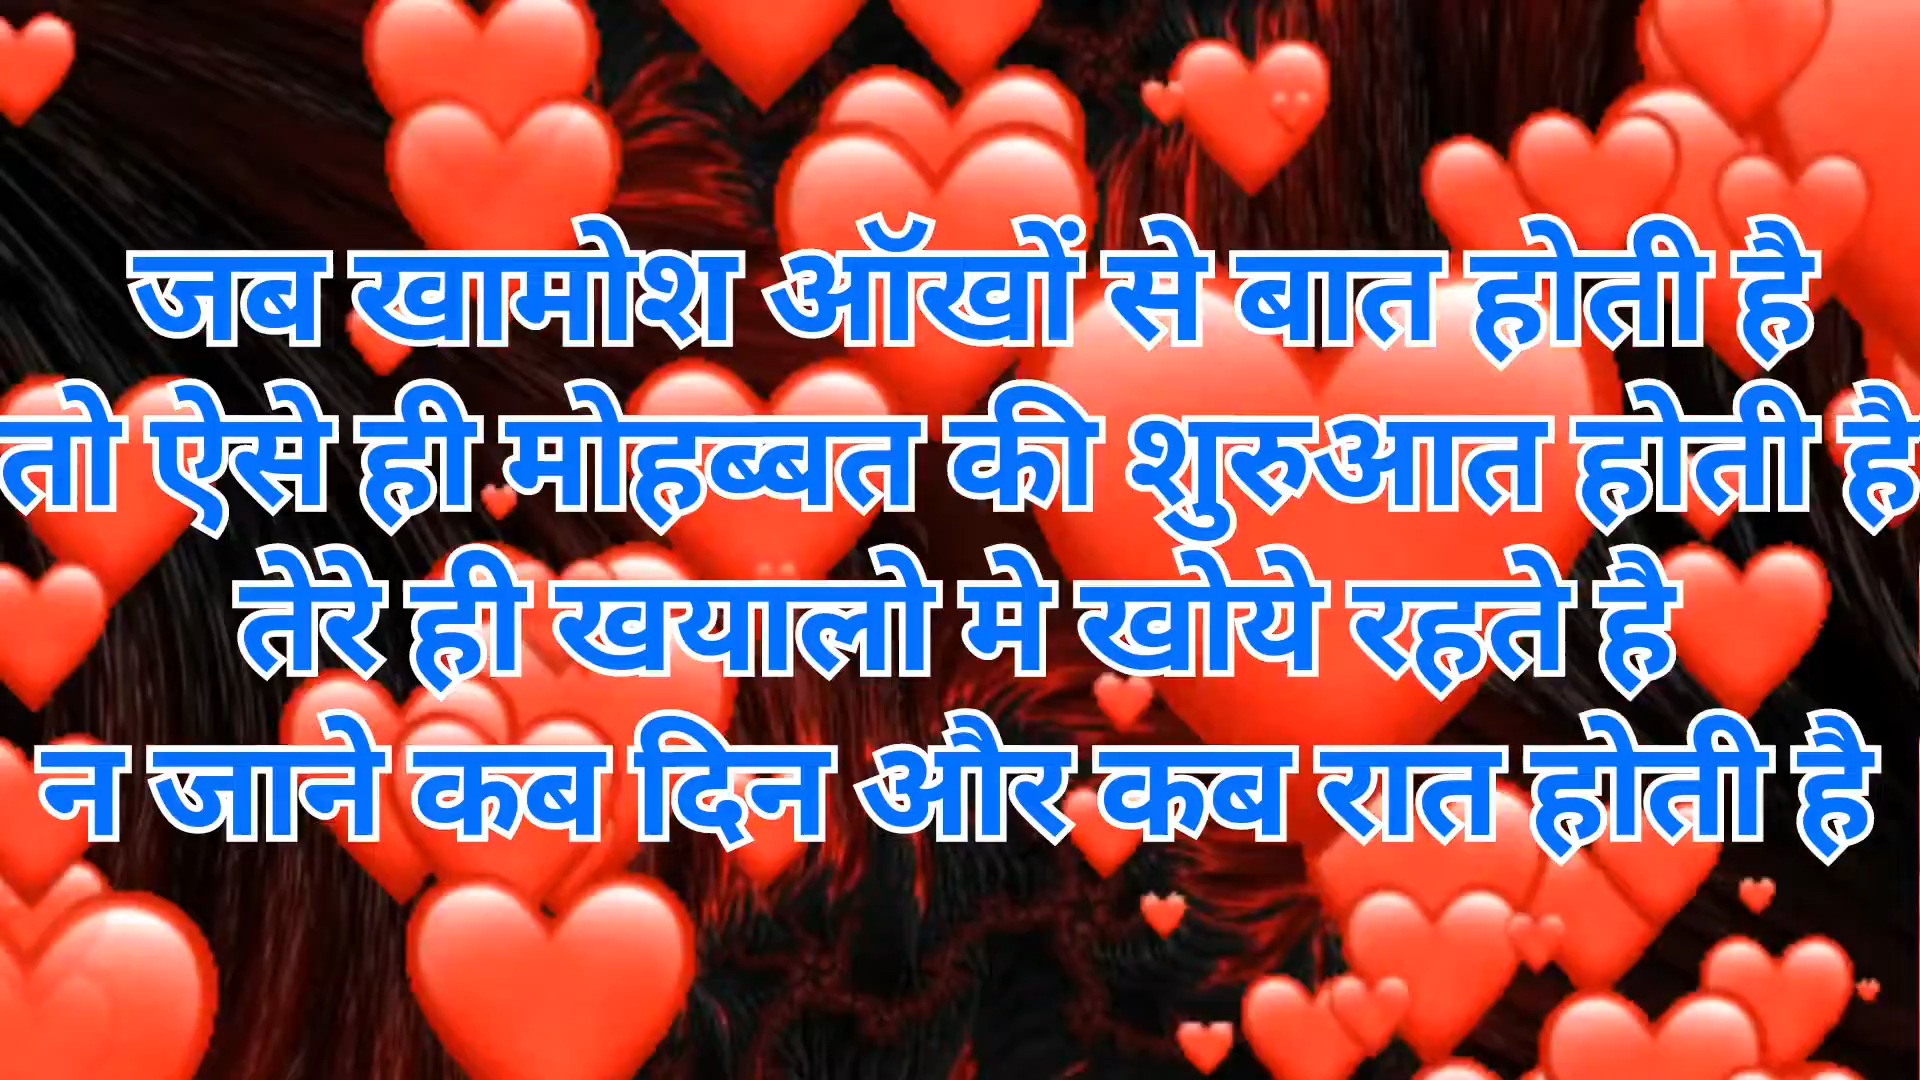 जब खामोश ऑखों से बात होती है
तो ऐसे ही मोहब्बत की शुरुआत होती है
तेरे ही खयालो मे खोये रहते है
न जाने कब दिन और कब रात होती है